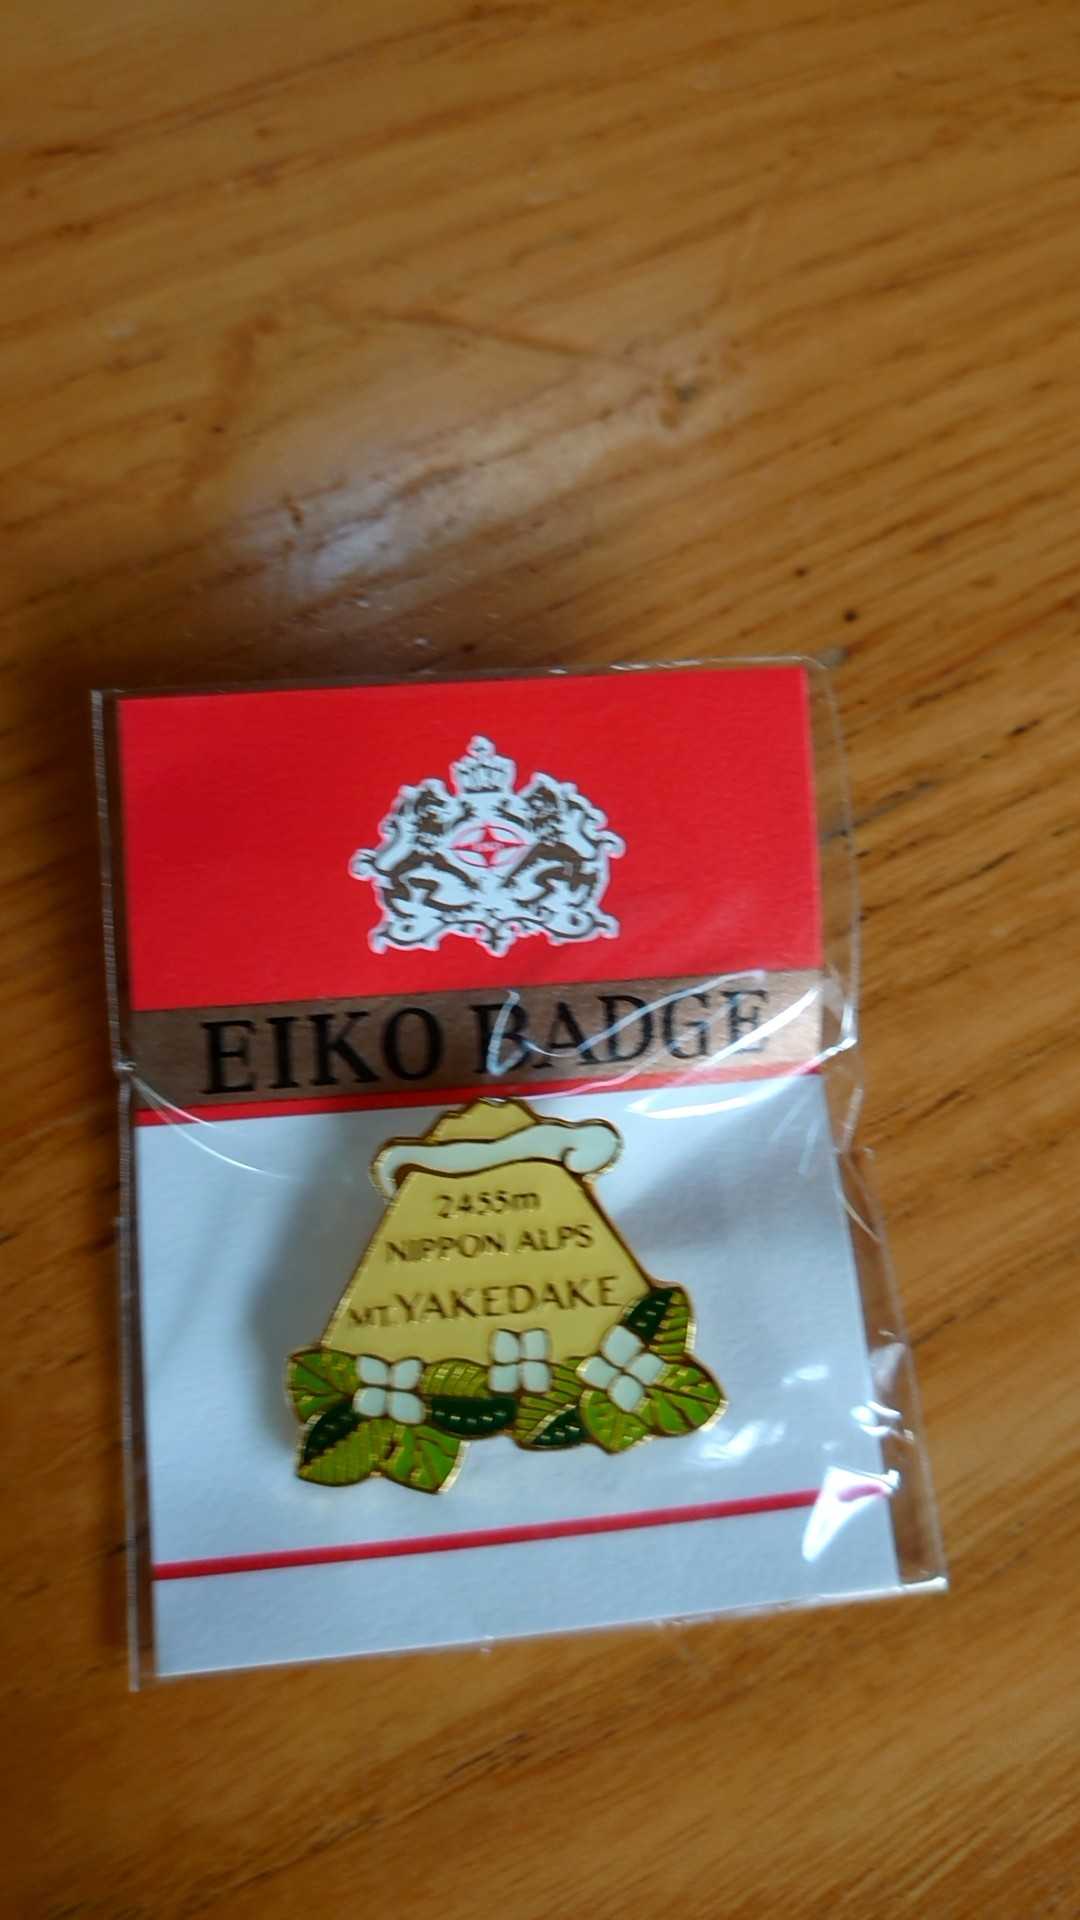 EIKO BADGE
2455m
NIPPON ALPS
MT. YAKEDAKE